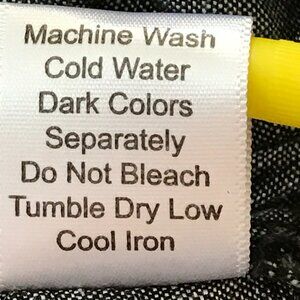 Machine Wash
Cold Water
Dark Colors
Separately
Do Not Bleach
Tumble Dry Low
Cool Iron